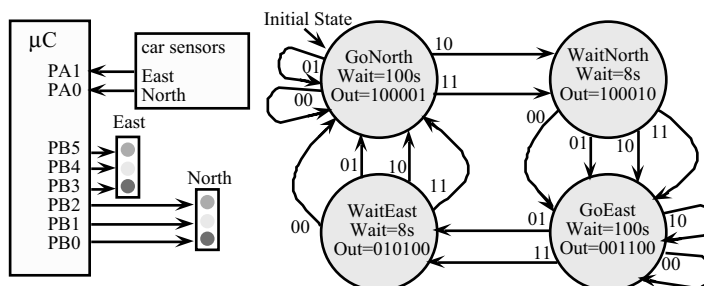 µC
car sensors
PA1
PA0
East
North
East
PB5
PB4
PB3
PB2
PB1
PB0
North
Initial State
GoNorth
Wait=100s
Out=100001
01
00
10
11
WaitNorth
Wait=8s
Out=100010
00
01
10
11
WaitEast
Wait=8s
Out=010100
00
01
10
11
GoEast
Wait=100s
Out=001100
01
11
10
00